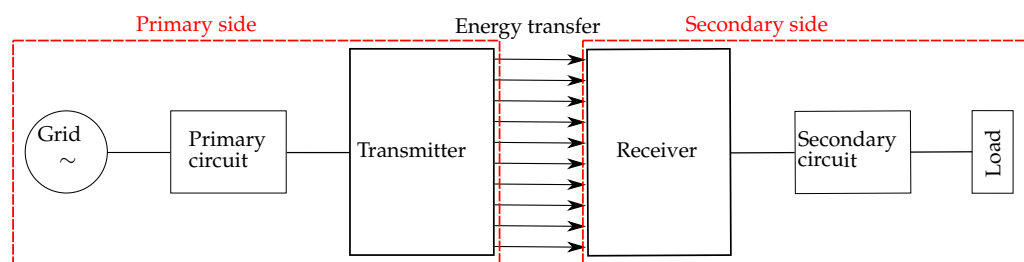 Primary side
Energy transfer
Secondary side
Grid
~
Primary
circuit
Transmitter
Receiver
Secondary
circuit
Load